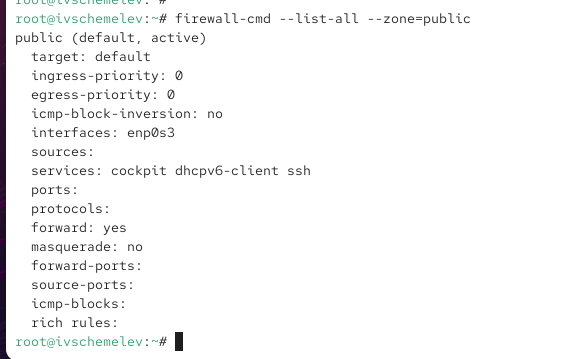 root@ivschemelev:~#
root@ivschemelev:~# firewall-cmd --list-all --zone=public
public (default, active)
  target: default
  ingress-priority: 0
  egress-priority: 0
  icmp-block-inversion: no
  interfaces: enp0s3
  sources:
  services: cockpit dhcpv6-client ssh
  ports:
  protocols:
  forward: yes
  masquerade: no
  forward-ports:
  source-ports:
  icmp-blocks:
  rich rules:
root@ivschemelev:~#